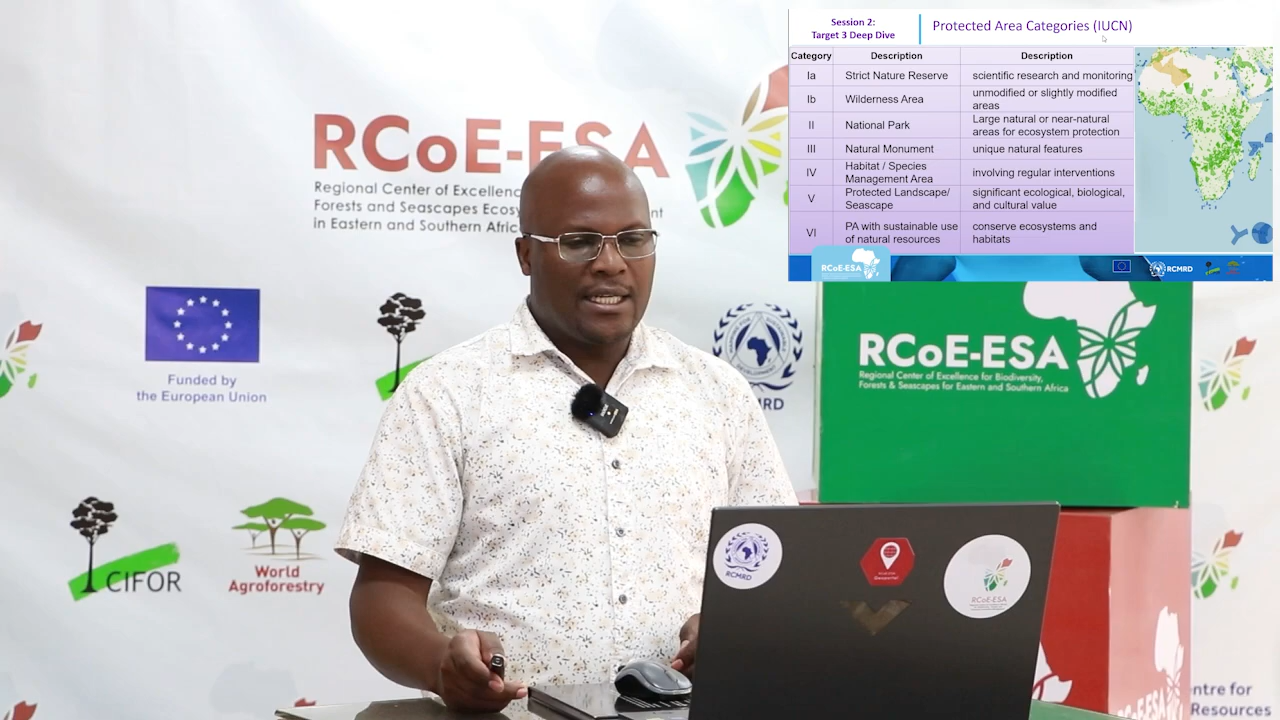 Session 2:
Target 3 Deep Dive
Protected Area Categories (IUCN)
Category Description Description
Ia Strict Nature Reserve scientific research and monitoring
Ib Wilderness Area unmodified or slightly modified
areas
II National Park Large natural or near-natural
areas for ecosystem protection
III Natural Monument unique natural features
IV Habitat / Species
Management Area involving regular interventions
V Protected Landscape/
Seascape significant ecological, biological,
and cultural value
VI PA with sustainable use
of natural resources conserve ecosystems and
habitats
RCoE-ESA
RCMRD
RCoE-ESA
Regional Center of Excellence
Forests and Seascapes
in Eastern and Southern
Funded by
the European Union
RCoE-ESA
Regional Center of Excellence for Biodiversity,
Forests & Seascapes for Eastern and Southern Africa
CIFOR
World
Agroforestry
RCMRD
RCoE-ESA
RCoE-ESA
Resources